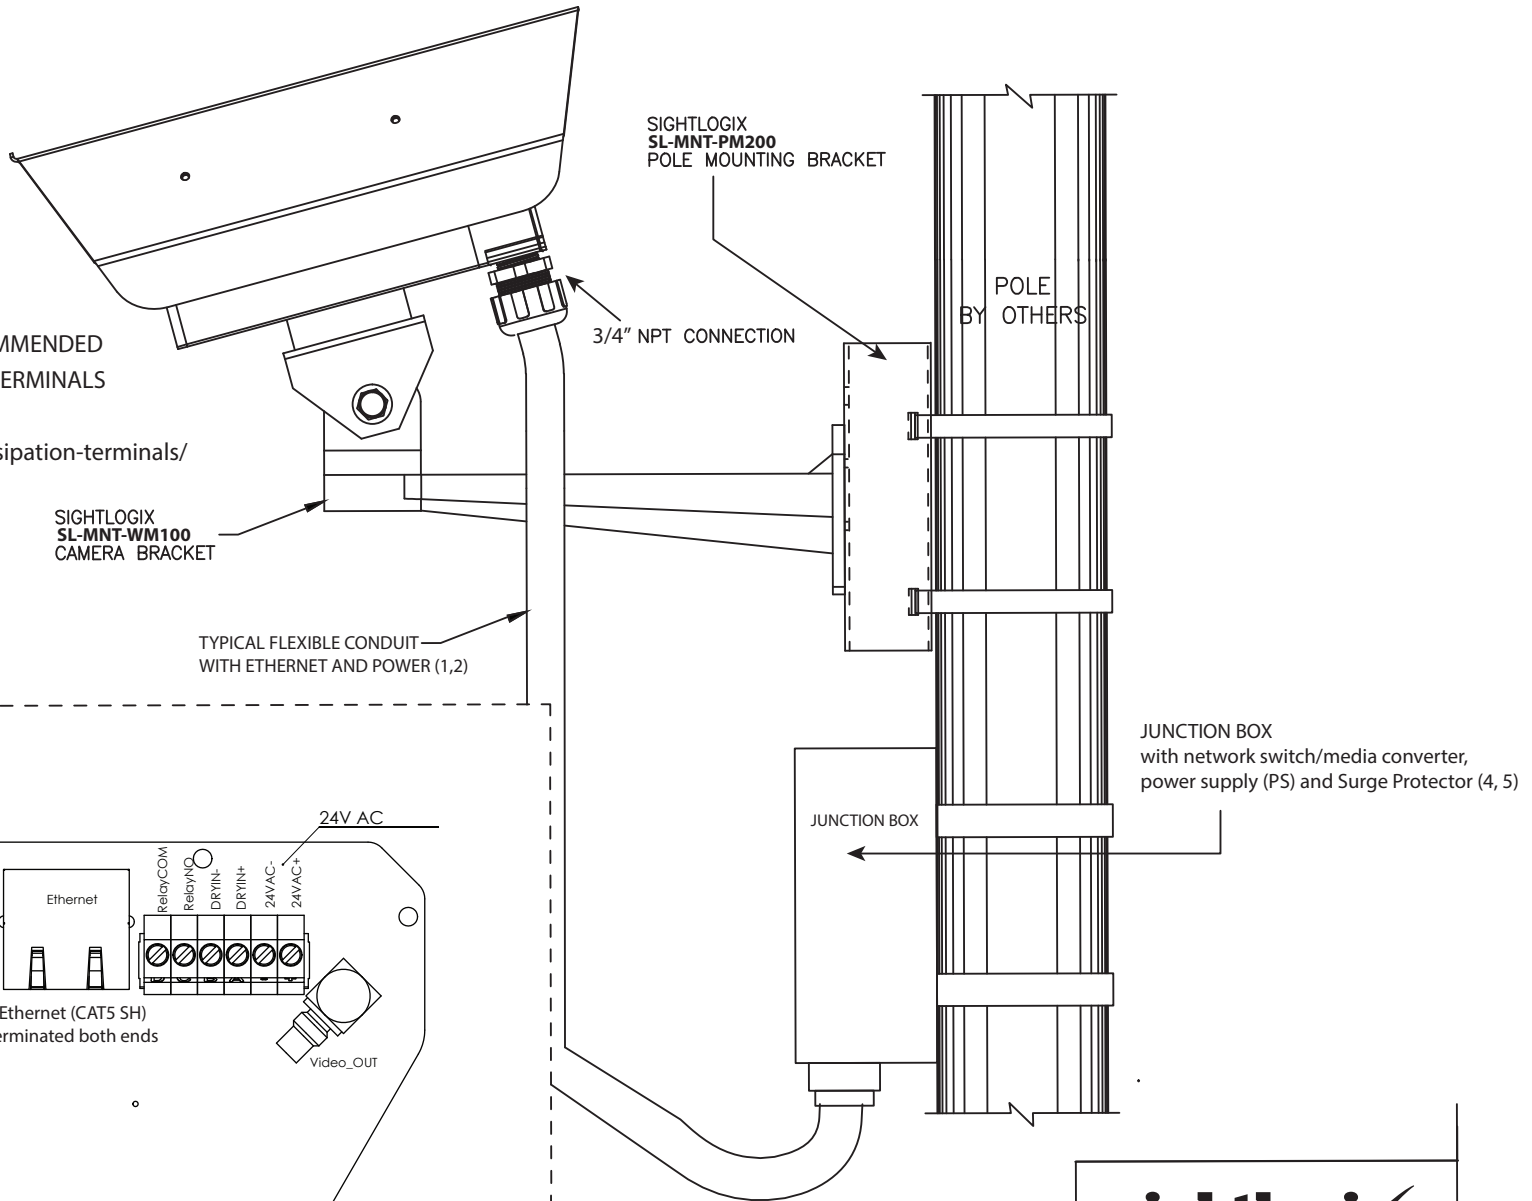 SIGHTLOGIX
SL-MNT-PM200
POLE MOUNTING BRACKET
POLE
BY OTHERS
3/4" NPT CONNECTION
MMENDED
ERMINALS
sipation-terminals/
SIGHTLOGIX
SL-MNT-WM100
CAMERA BRACKET
TYPICAL FLEXIBLE CONDUIT
WITH ETHERNET AND POWER (1,2)
JUNCTION BOX
with network switch/media converter,
power supply (PS) and Surge Protector (4, 5)
JUNCTION BOX
24V AC
RelayCOM
RelayNO
DRYIN-
DRYIN+
24VAC-
24VAC+
Ethernet
Ethernet (CAT5 SH)
erminated both ends
Video_OUT